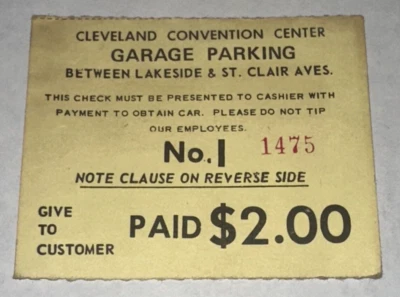 CLEVELAND CONVENTION CENTER
GARAGE PARKING
BETWEEN LAKESIDE & ST. CLAIR AVES.
THIS CHECK MUST BE PRESENTED TO CASHIER WITH
PAYMENT TO OBTAIN CAR. PLEASE DO NOT TIP
OUR EMPLOYEES.
No. 1 1475
NOTE CLAUSE ON REVERSE SIDE
GIVE
TO PAID $2.00
CUSTOMER